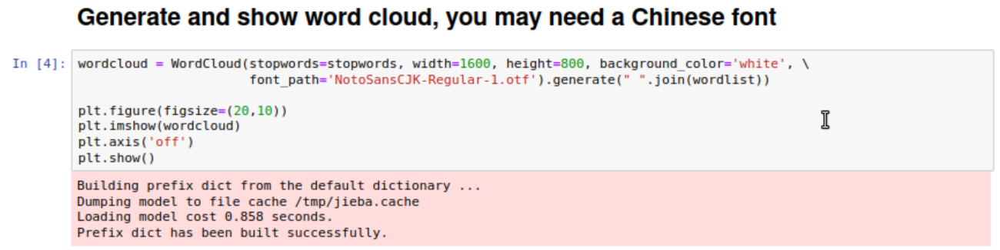 Generate and show word cloud, you may need a Chinese font
In [4]: wordcloud = WordCloud(stopwords=stopwords, width=1600, height=800, background_color='white', \
font_path='NotoSansCJK-Regular-1.otf').generate(" ".join(wordlist))
plt.figure(figsize=(20,10))
plt.imshow(wordcloud)
plt.axis('off')
plt.show()
Building prefix dict from the default dictionary ...
Dumping model to file cache /tmp/jieba.cache
Loading model cost 0.858 seconds.
Prefix dict has been built successfully.